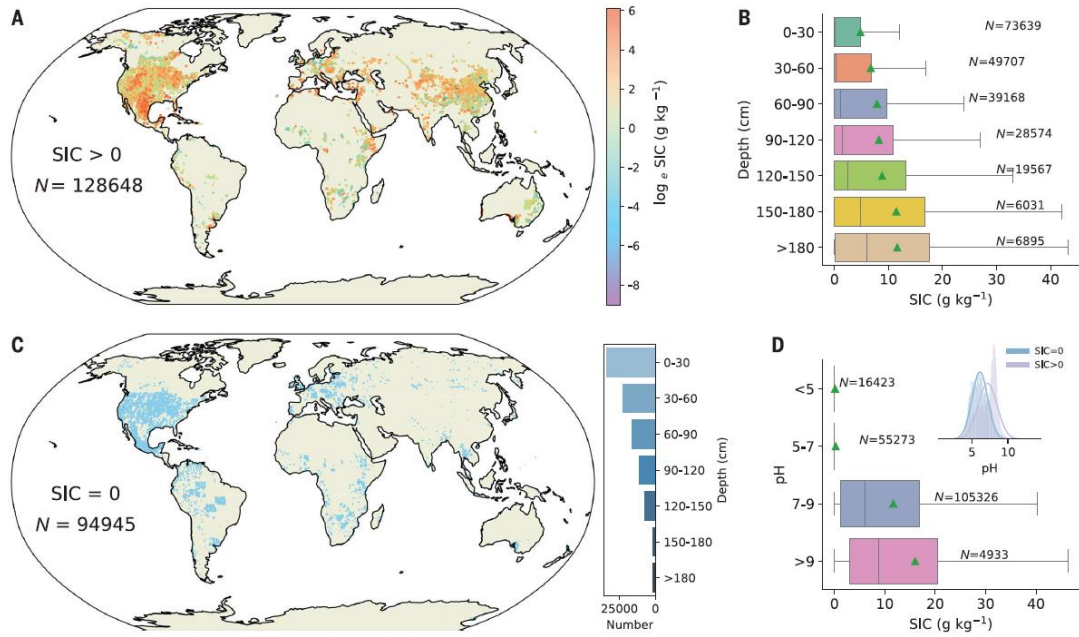 A
SIC > 0
N = 128648
6
4
2
0
-2
-4
-6
-8
log e SIC (g kg⁻¹)
B
Depth (cm)
0-30
30-60
60-90
90-120
120-150
150-180
>180
N=73639
N=49707
N=39168
N=28574
N=19567
N=6031
N=6895
0 10 20 30 40
SIC (g kg⁻¹)
C
SIC = 0
N = 94945
0-30
30-60
60-90
90-120
120-150
150-180
>180
Depth (cm)
25000 0
Number
D
pH
<5
5-7
7-9
>9
N=16423
N=55273
N=105326
N=4933
SIC=0
SIC>0
5 10
pH
0 10 20 30 40
SIC (g kg⁻¹)